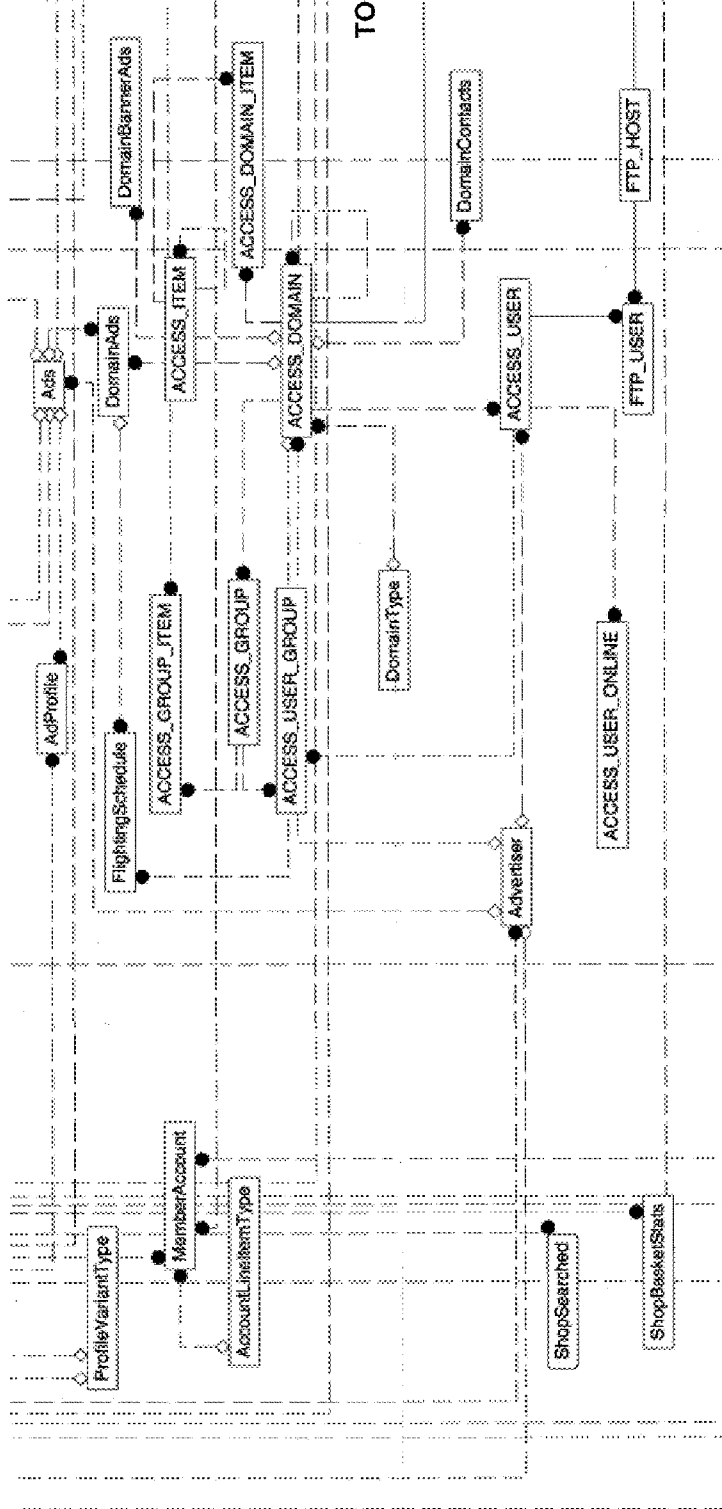 TO
DomainBannerAds
ACCESS_DOMAIN_ITEM
DomainContacts
FTP_HOST
Ads
DomainAds
ACCESS_ITEM
ACCESS_DOMAIN
ACCESS_USER
FTP_USER
AdProfile
FlightingSchedule
ACCESS_GROUP_ITEM
ACCESS_GROUP
ACCESS_USER_GROUP
DomainType
ACCESS_USER_ONLINE
Advertiser
MemberAccount
ProfileVariantType
AccountLineItemType
ShopSearched
ShopBasketStats